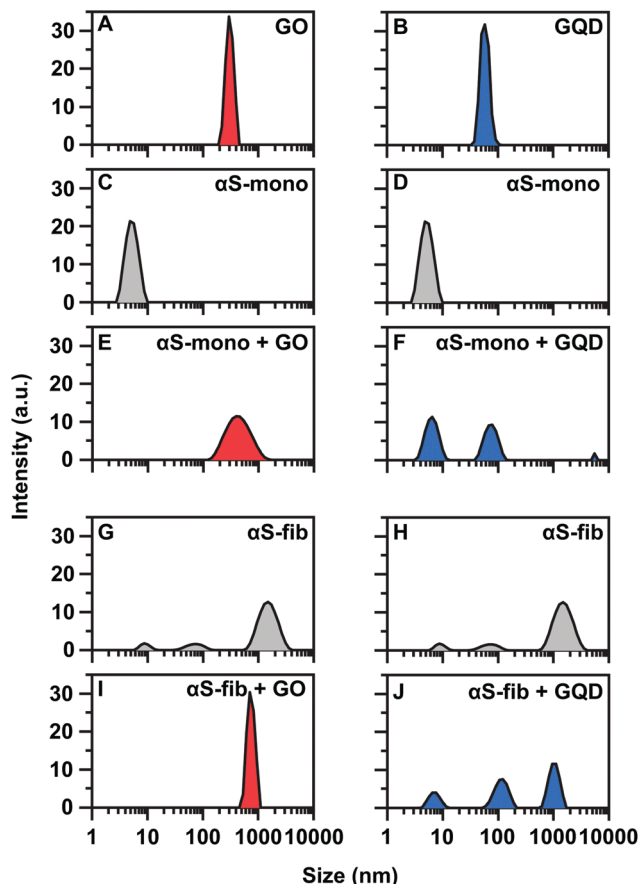 A GO B GQD
30
20
10
0
C αS-mono D αS-mono
30
20
10
0
E αS-mono + GO F αS-mono + GQD
30
20
10
0
Intensity (a.u.)
G αS-fib H αS-fib
30
20
10
0
I αS-fib + GO J αS-fib + GQD
30
20
10
0
1 10 100 1000 10000 1 10 100 1000 10000
Size (nm)